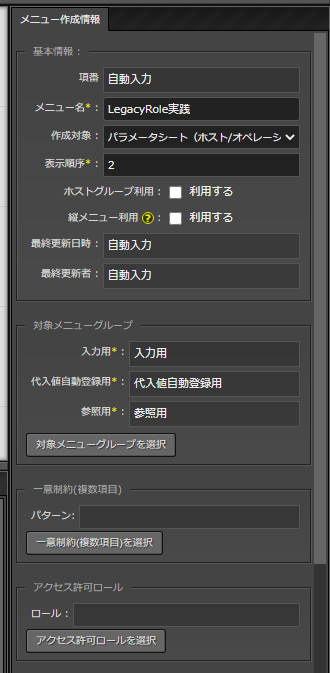 メニュー作成情報
基本情報：
項番 自動入力
メニュー名*： LegacyRole実践
作成対象： パラメータシート（ホスト/オペレーシ
表示順序*： 2
ホストグループ利用： 利用する
縦メニュー利用 ?： 利用する
最終更新日時： 自動入力
最終更新者： 自動入力
対象メニューグループ
入力用*： 入力用
代入値自動登録用*： 代入値自動登録用
参照用*： 参照用
対象メニューグループを選択
一意制約(複数項目)
パターン:
一意制約(複数項目)を選択
アクセス許可ロール
ロール：
アクセス許可ロールを選択